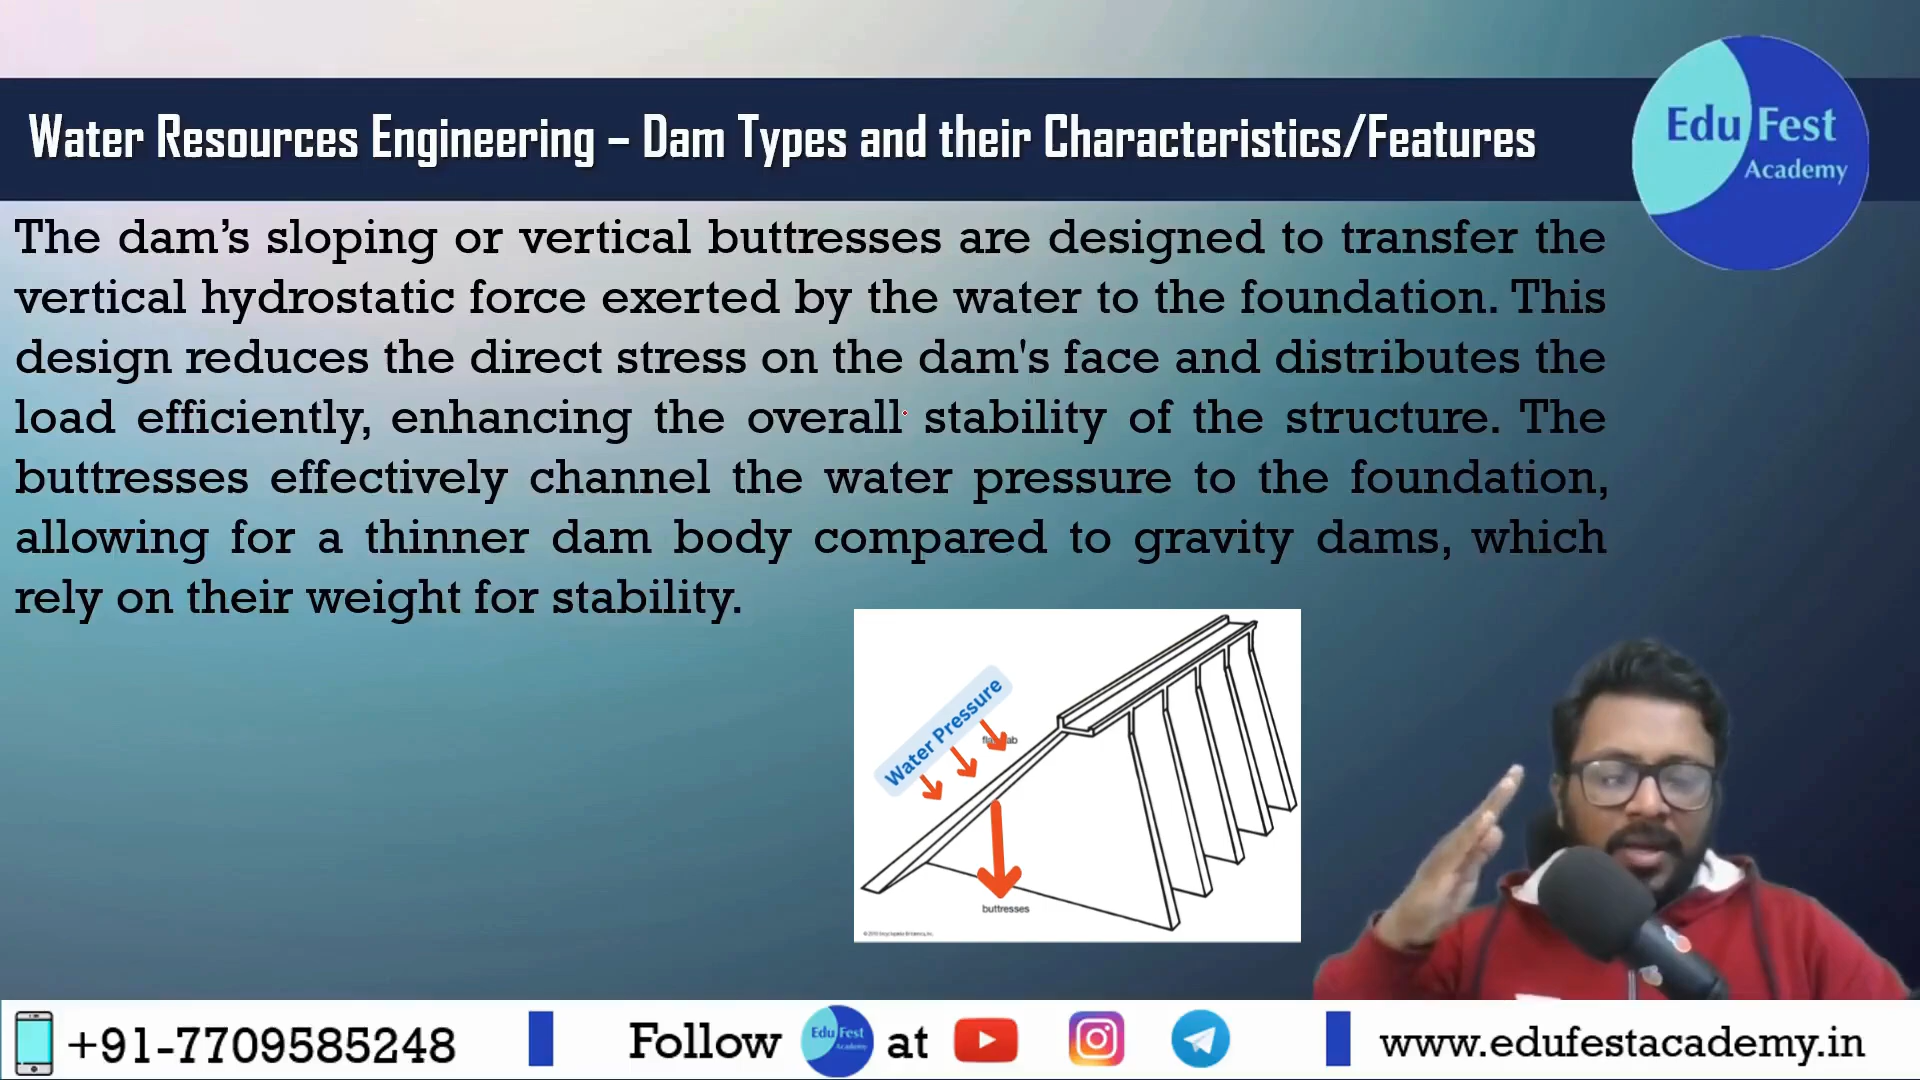 Water Resources Engineering – Dam Types and their Characteristics/Features
Edu Fest
Academy
The dam’s sloping or vertical buttresses are designed to transfer the
vertical hydrostatic force exerted by the water to the foundation. This
design reduces the direct stress on the dam's face and distributes the
load efficiently, enhancing the overall stability of the structure. The
buttresses effectively channel the water pressure to the foundation,
allowing for a thinner dam body compared to gravity dams, which
rely on their weight for stability.
Water Pressure
buttresses
+91-7709585248
Follow
Edu Fest
Academy
at
www.edufestacademy.in